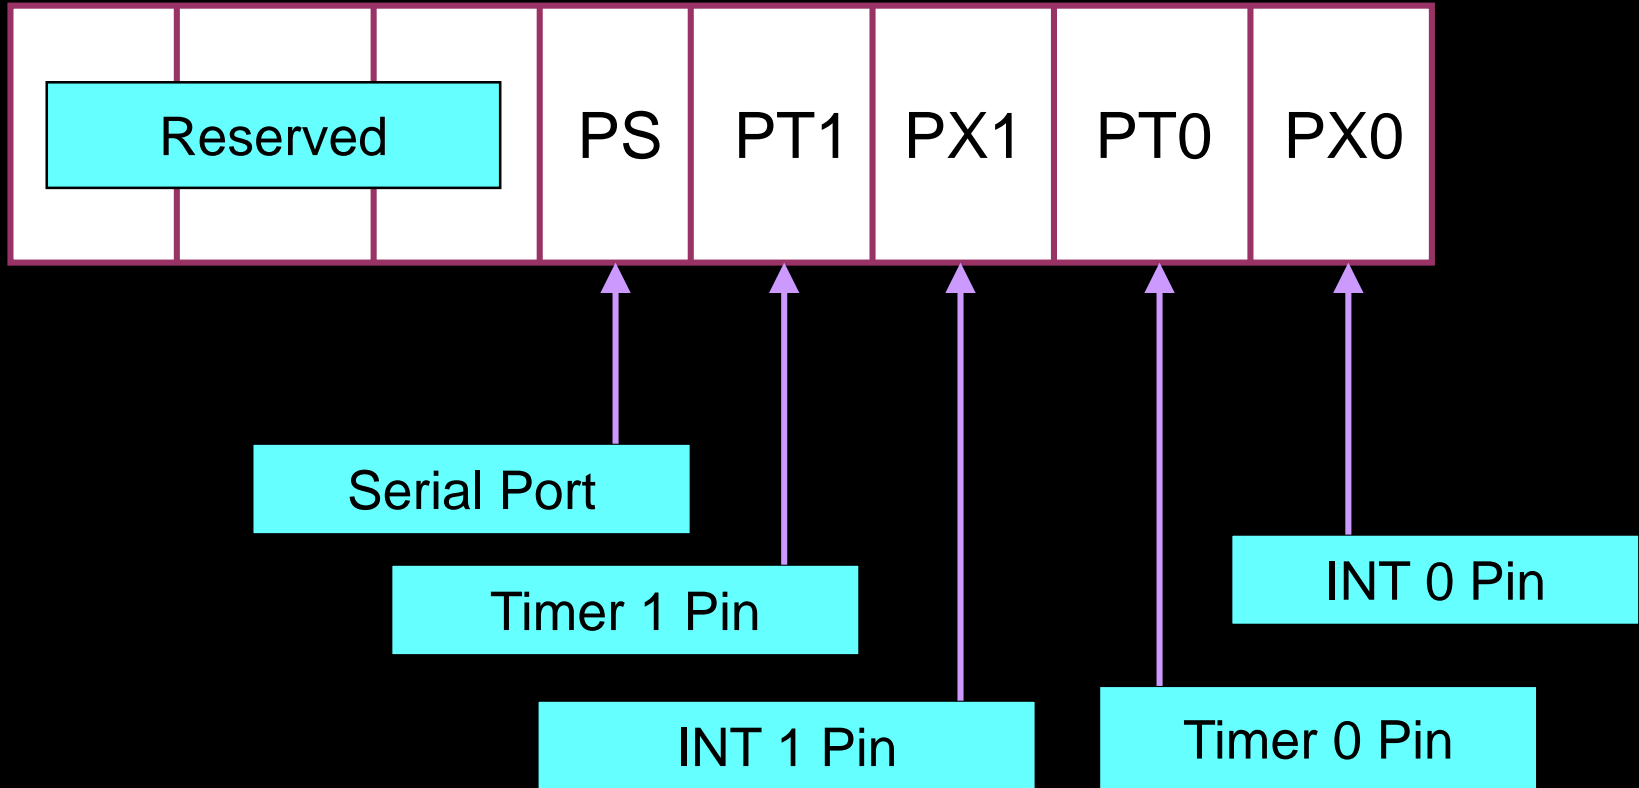 Reserved
PS
PT1
PX1
PT0
PX0
Serial Port
Timer 1 Pin
INT 1 Pin
Timer 0 Pin
INT 0 Pin